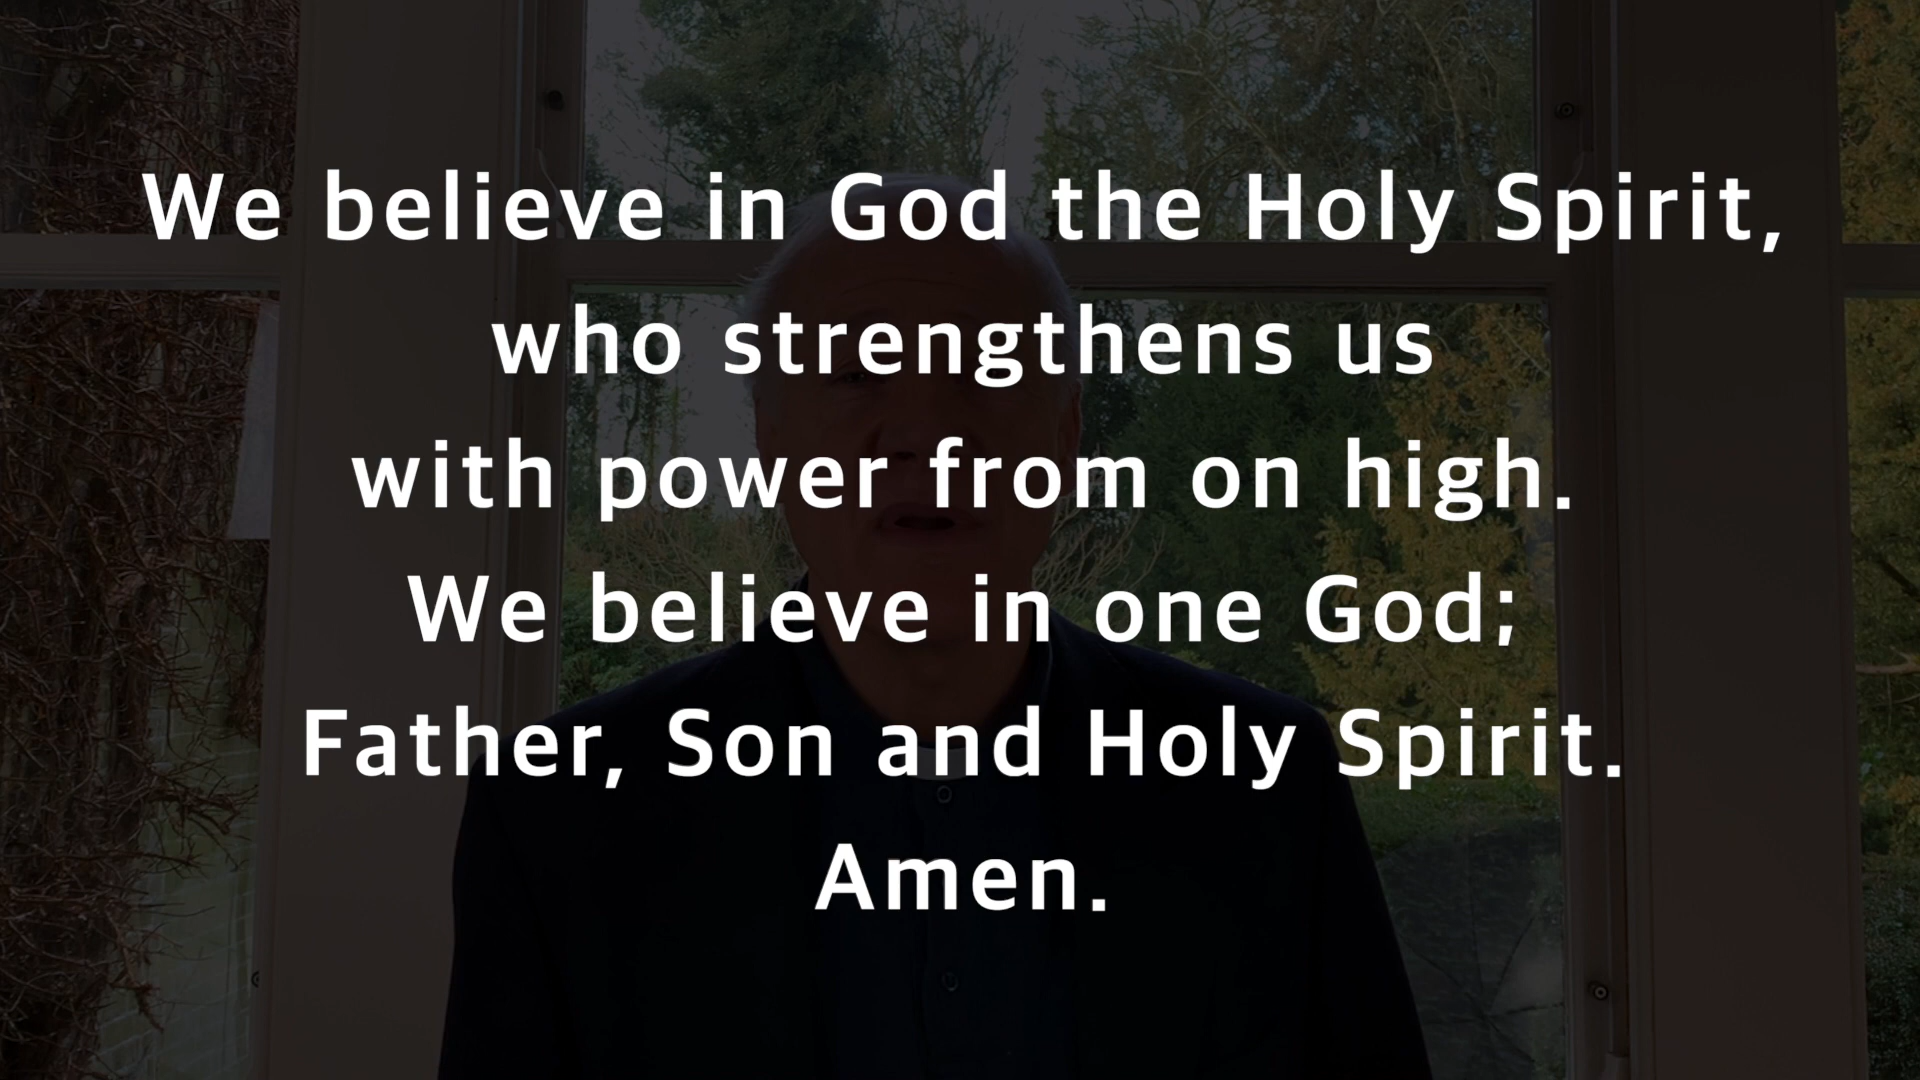 We believe in God the Holy Spirit,
who strengthens us
with power from on high.
We believe in one God;
Father, Son and Holy Spirit.
Amen.